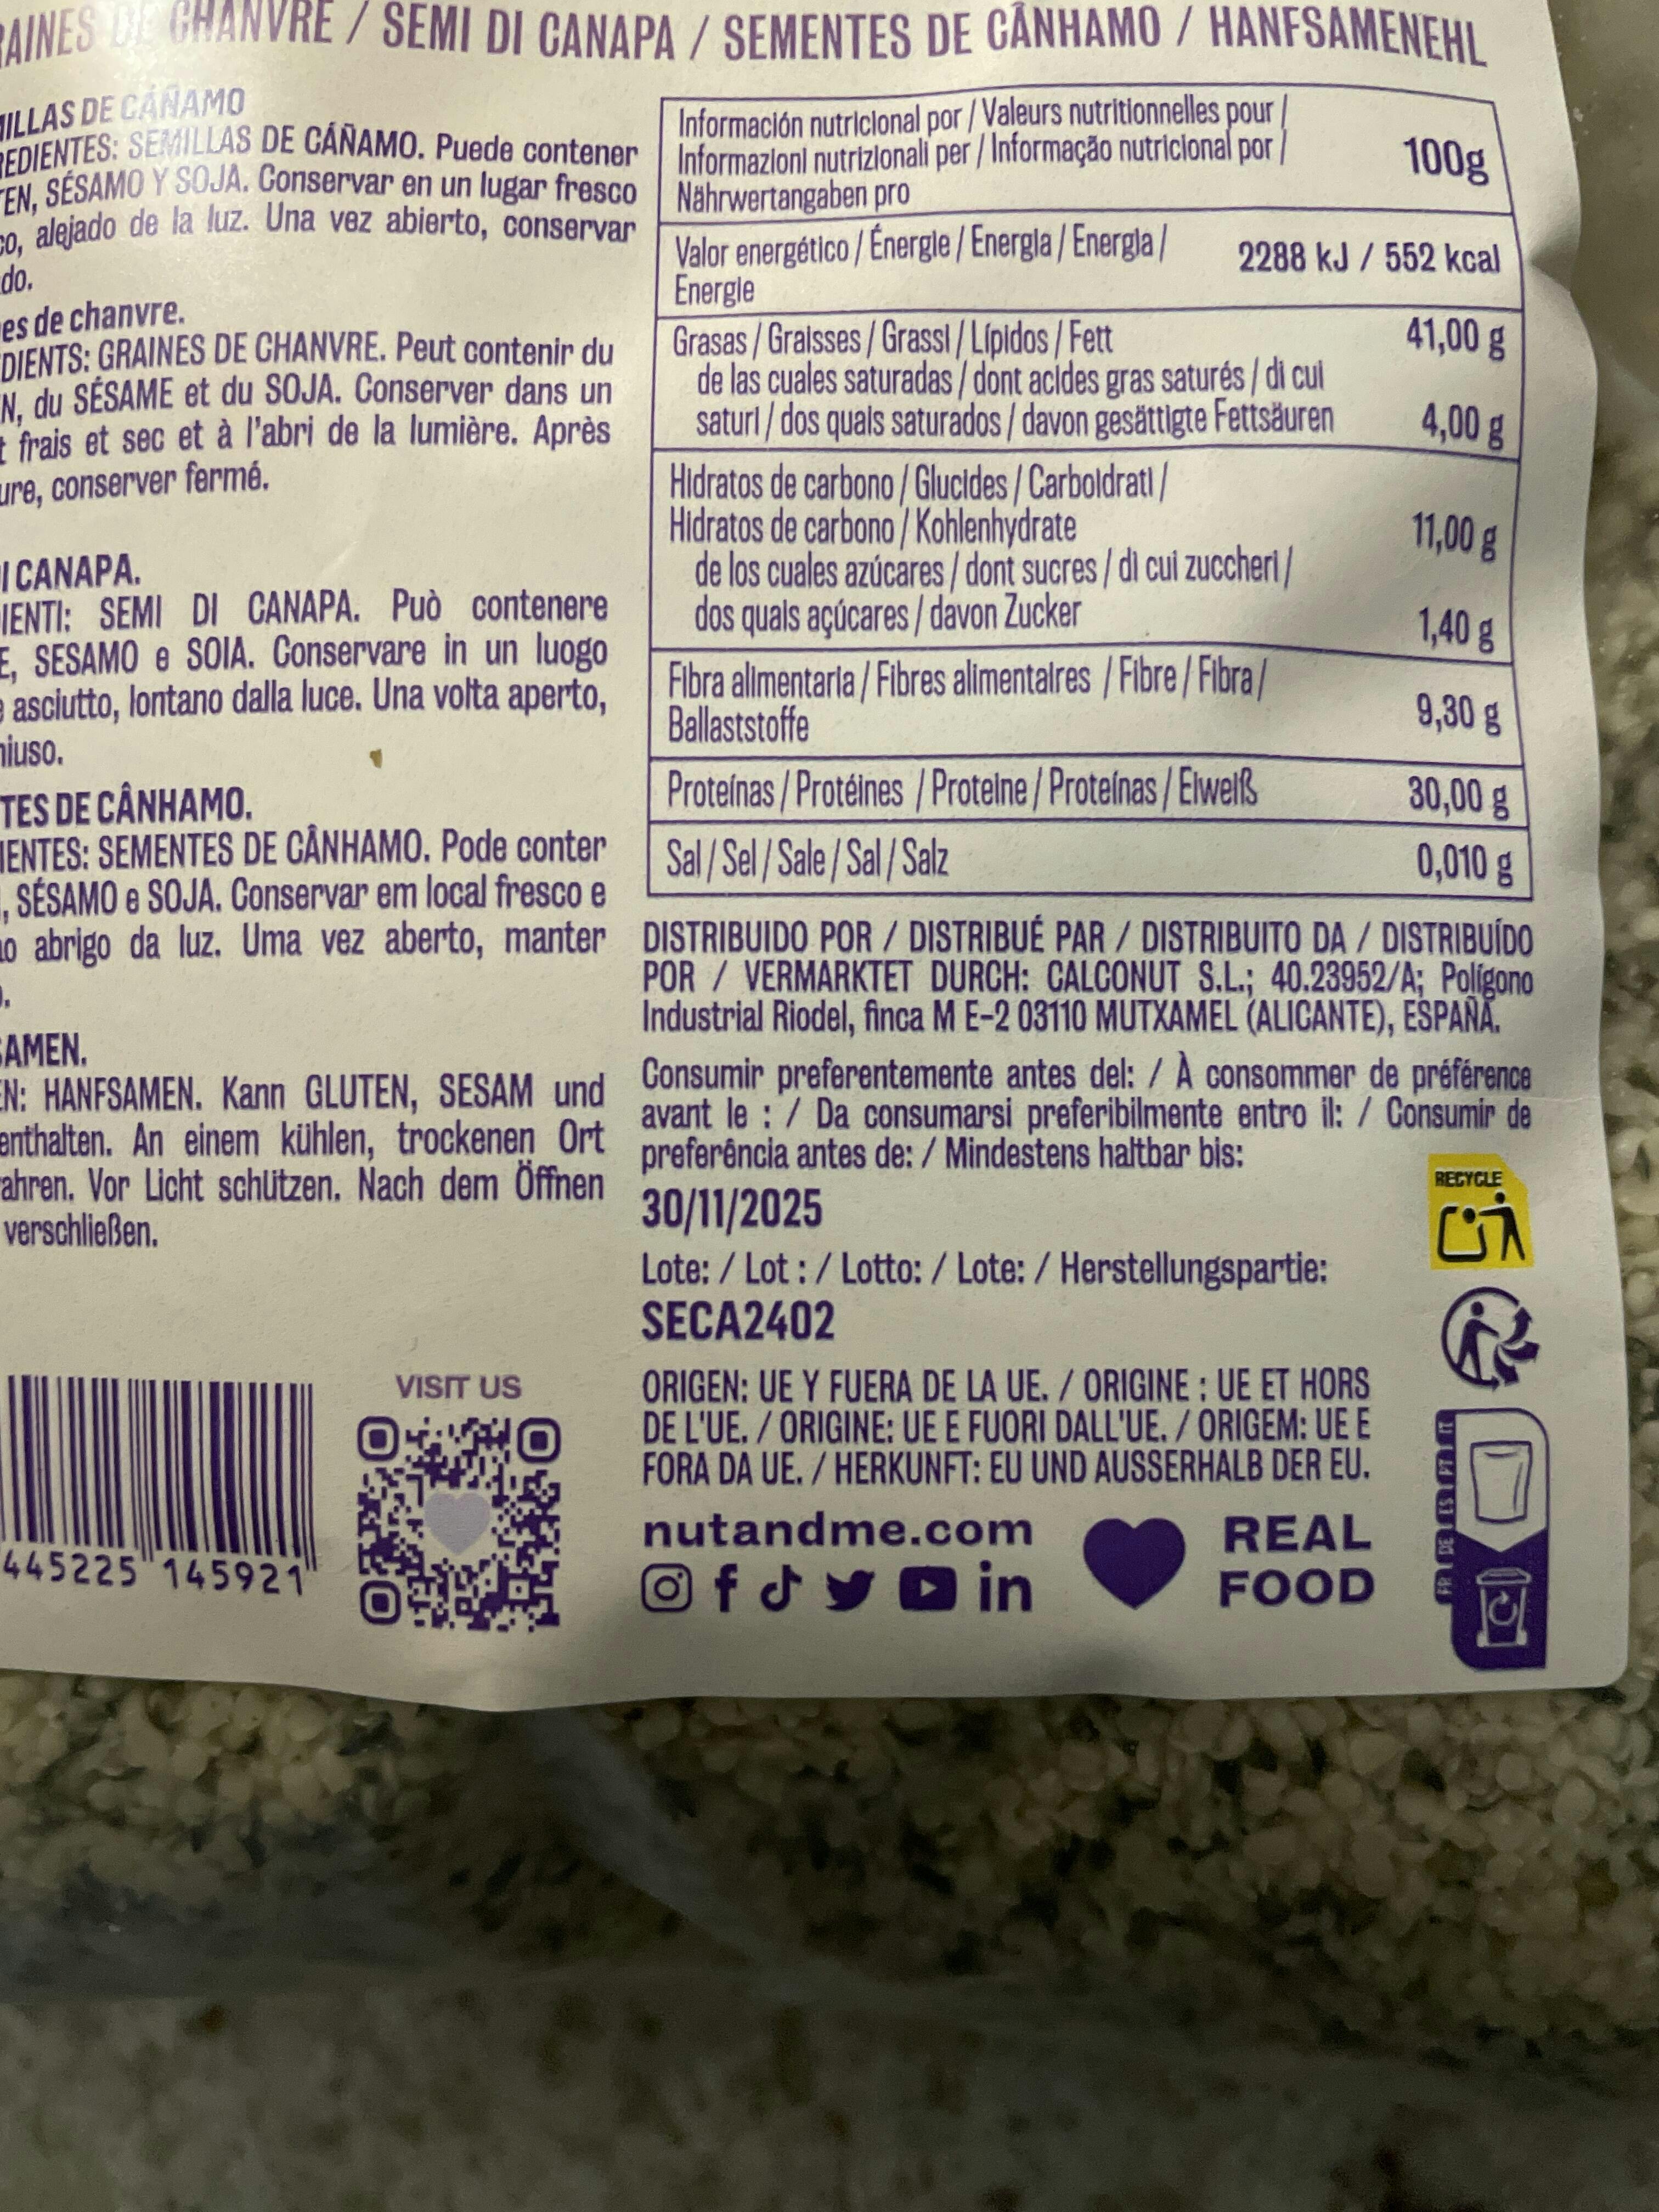 DE CHANVRE / SEMI DI CANAPA / SEMENTES DE CÂNHAMO / HANFSAMENEHL
DE CÁÑAMO
SEMILLAS DE CÁÑAMO. Puede contener
SÉSAMO Y SOJA. Conservar en un lugar fresco
alejado de la luz. Una vez abierto, conservar
de chanvre.
GRAINES DE CHANVRE. Peut contenir du
du SÉSAME et du SOJA. Conserver dans un
frais et sec et à l'abri de la lumière. Après
conserver fermé.
CANAPA.
SEMI DI CANAPA. Può contenere
SESAMO e SOIA. Conservare in un luogo
asciutto, lontano dalla luce. Una volta aperto,
DE CÂNHAMO.
SEMENTES DE CÂNHAMO. Pode conter
, SÉSAMO e SOJA. Conservar em local fresco e
abrigo da luz. Uma vez aberto, manter
HANFSAMEN. Kann GLUTEN, SESAM und
enthalten. An einem kühlen, trockenen Ort
Vor Licht schützen. Nach dem Öffnen
verschließen.
445225 145921
VISIT US
Información nutricional por / Valeurs nutritionnelles pour /
Informazioni nutrizionali per / Informação nutricional por /
Nährwertangaben pro
100g
Valor energético / Énergie / Energia / Energia /
Energie
2288 kJ / 552 kcal
Grasas / Graisses / Grassi / Lípidos / Fett 41,00 g
de las cuales saturadas / dont acides gras saturés / di cui
saturi / dos quais saturados / davon gesättigte Fettsäuren 4,00 g
Hidratos de carbono / Glucides / Carboidrati /
Hidratos de carbono / Kohlenhydrate 11,00 g
de los cuales azúcares / dont sucres / di cui zuccheri /
dos quais açúcares / davon Zucker 1,40 g
Fibra alimentaria / Fibres alimentaires / Fibre / Fibra /
Ballaststoffe
9,30 g
Proteínas / Protéines / Proteine / Proteínas / Eiweiß 30,00 g
Sal / Sel / Sale / Sal / Salz 0,010 g
DISTRIBUIDO POR / DISTRIBUÉ PAR / DISTRIBUITO DA / DISTRIBUÍDO
POR / VERMARKTET DURCH: CALCONUT S.L.; 40.23952/A; Polígono
Industrial Riodel, finca M E-2 03110 MUTXAMEL (ALICANTE), ESPAÑA.
Consumir preferentemente antes del: / À consommer de préférence
avant le : / Da consumarsi preferibilmente entro il: / Consumir de
preferência antes de: / Mindestens haltbar bis:
30/11/2025
Lote: / Lot : / Lotto: / Lote: / Herstellungspartie:
SECA2402
RECYCLE
ORIGEN: UE Y FUERA DE LA UE. / ORIGINE : UE ET HORS
DE L'UE. / ORIGINE: UE E FUORI DALL'UE. / ORIGEM: UE E
FORA DA UE. / HERKUNFT: EU UND AUSSERHALB DER EU.
nutandme.com
REAL
FOOD